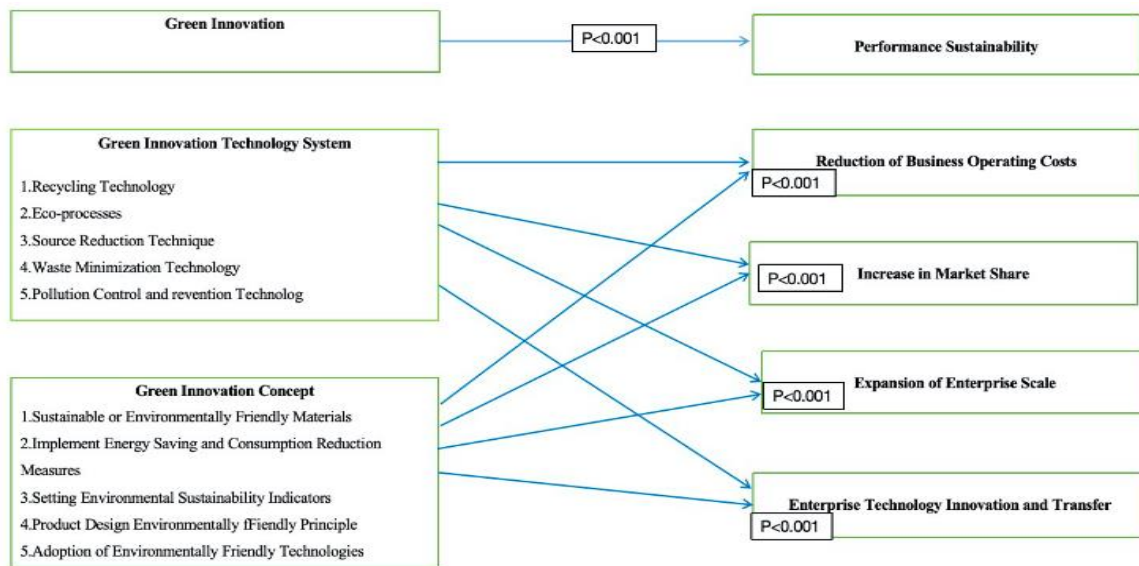 Green Innovation
P<0.001
Performance Sustainability
Green Innovation Technology System
1.Recycling Technology
2.Eco-processes
3.Source Reduction Technique
4.Waste Minimization Technology
5.Pollution Control and revention Technolog
Reduction of Business Operating Costs
P<0.001
Increase in Market Share
P<0.001
Green Innovation Concept
1.Sustainable or Environmentally Friendly Materials
2.Implement Energy Saving and Consumption Reduction
Measures
3.Setting Environmental Sustainability Indicators
4.Product Design Environmentally fFiendly Principle
5.Adoption of Environmentally Friendly Technologies
Expansion of Enterprise Scale
P<0.001
Enterprise Technology Innovation and Transfer
P<0.001